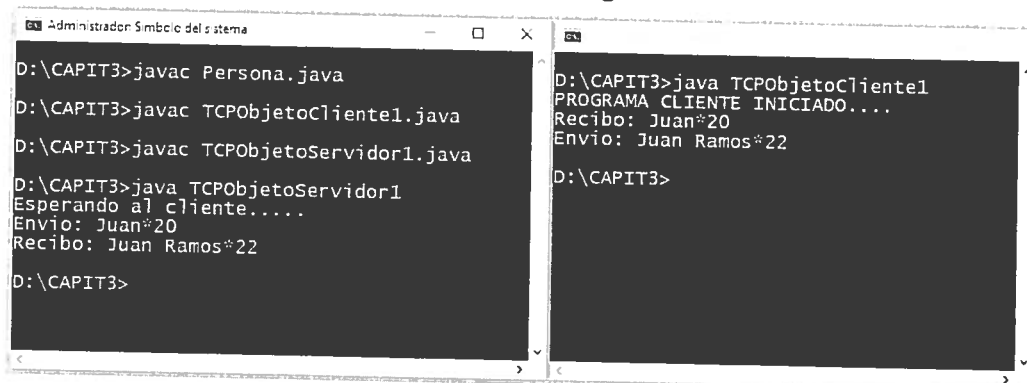 Administrador: Símbolo del sistema
D:\CAPIT3>javac Persona.java
D:\CAPIT3>javac TCPObjetoCliente1.java
D:\CAPIT3>javac TCPObjetoServidor1.java
D:\CAPIT3>java TCPObjetoServidor1
Esperando al cliente.....
Envio: Juan*20
Recibo: Juan Ramos*22
D:\CAPIT3>
D:\CAPIT3>java TCPObjetoCliente1
PROGRAMA CLIENTE INICIADO....
Recibo: Juan*20
Envio: Juan Ramos*22
D:\CAPIT3>